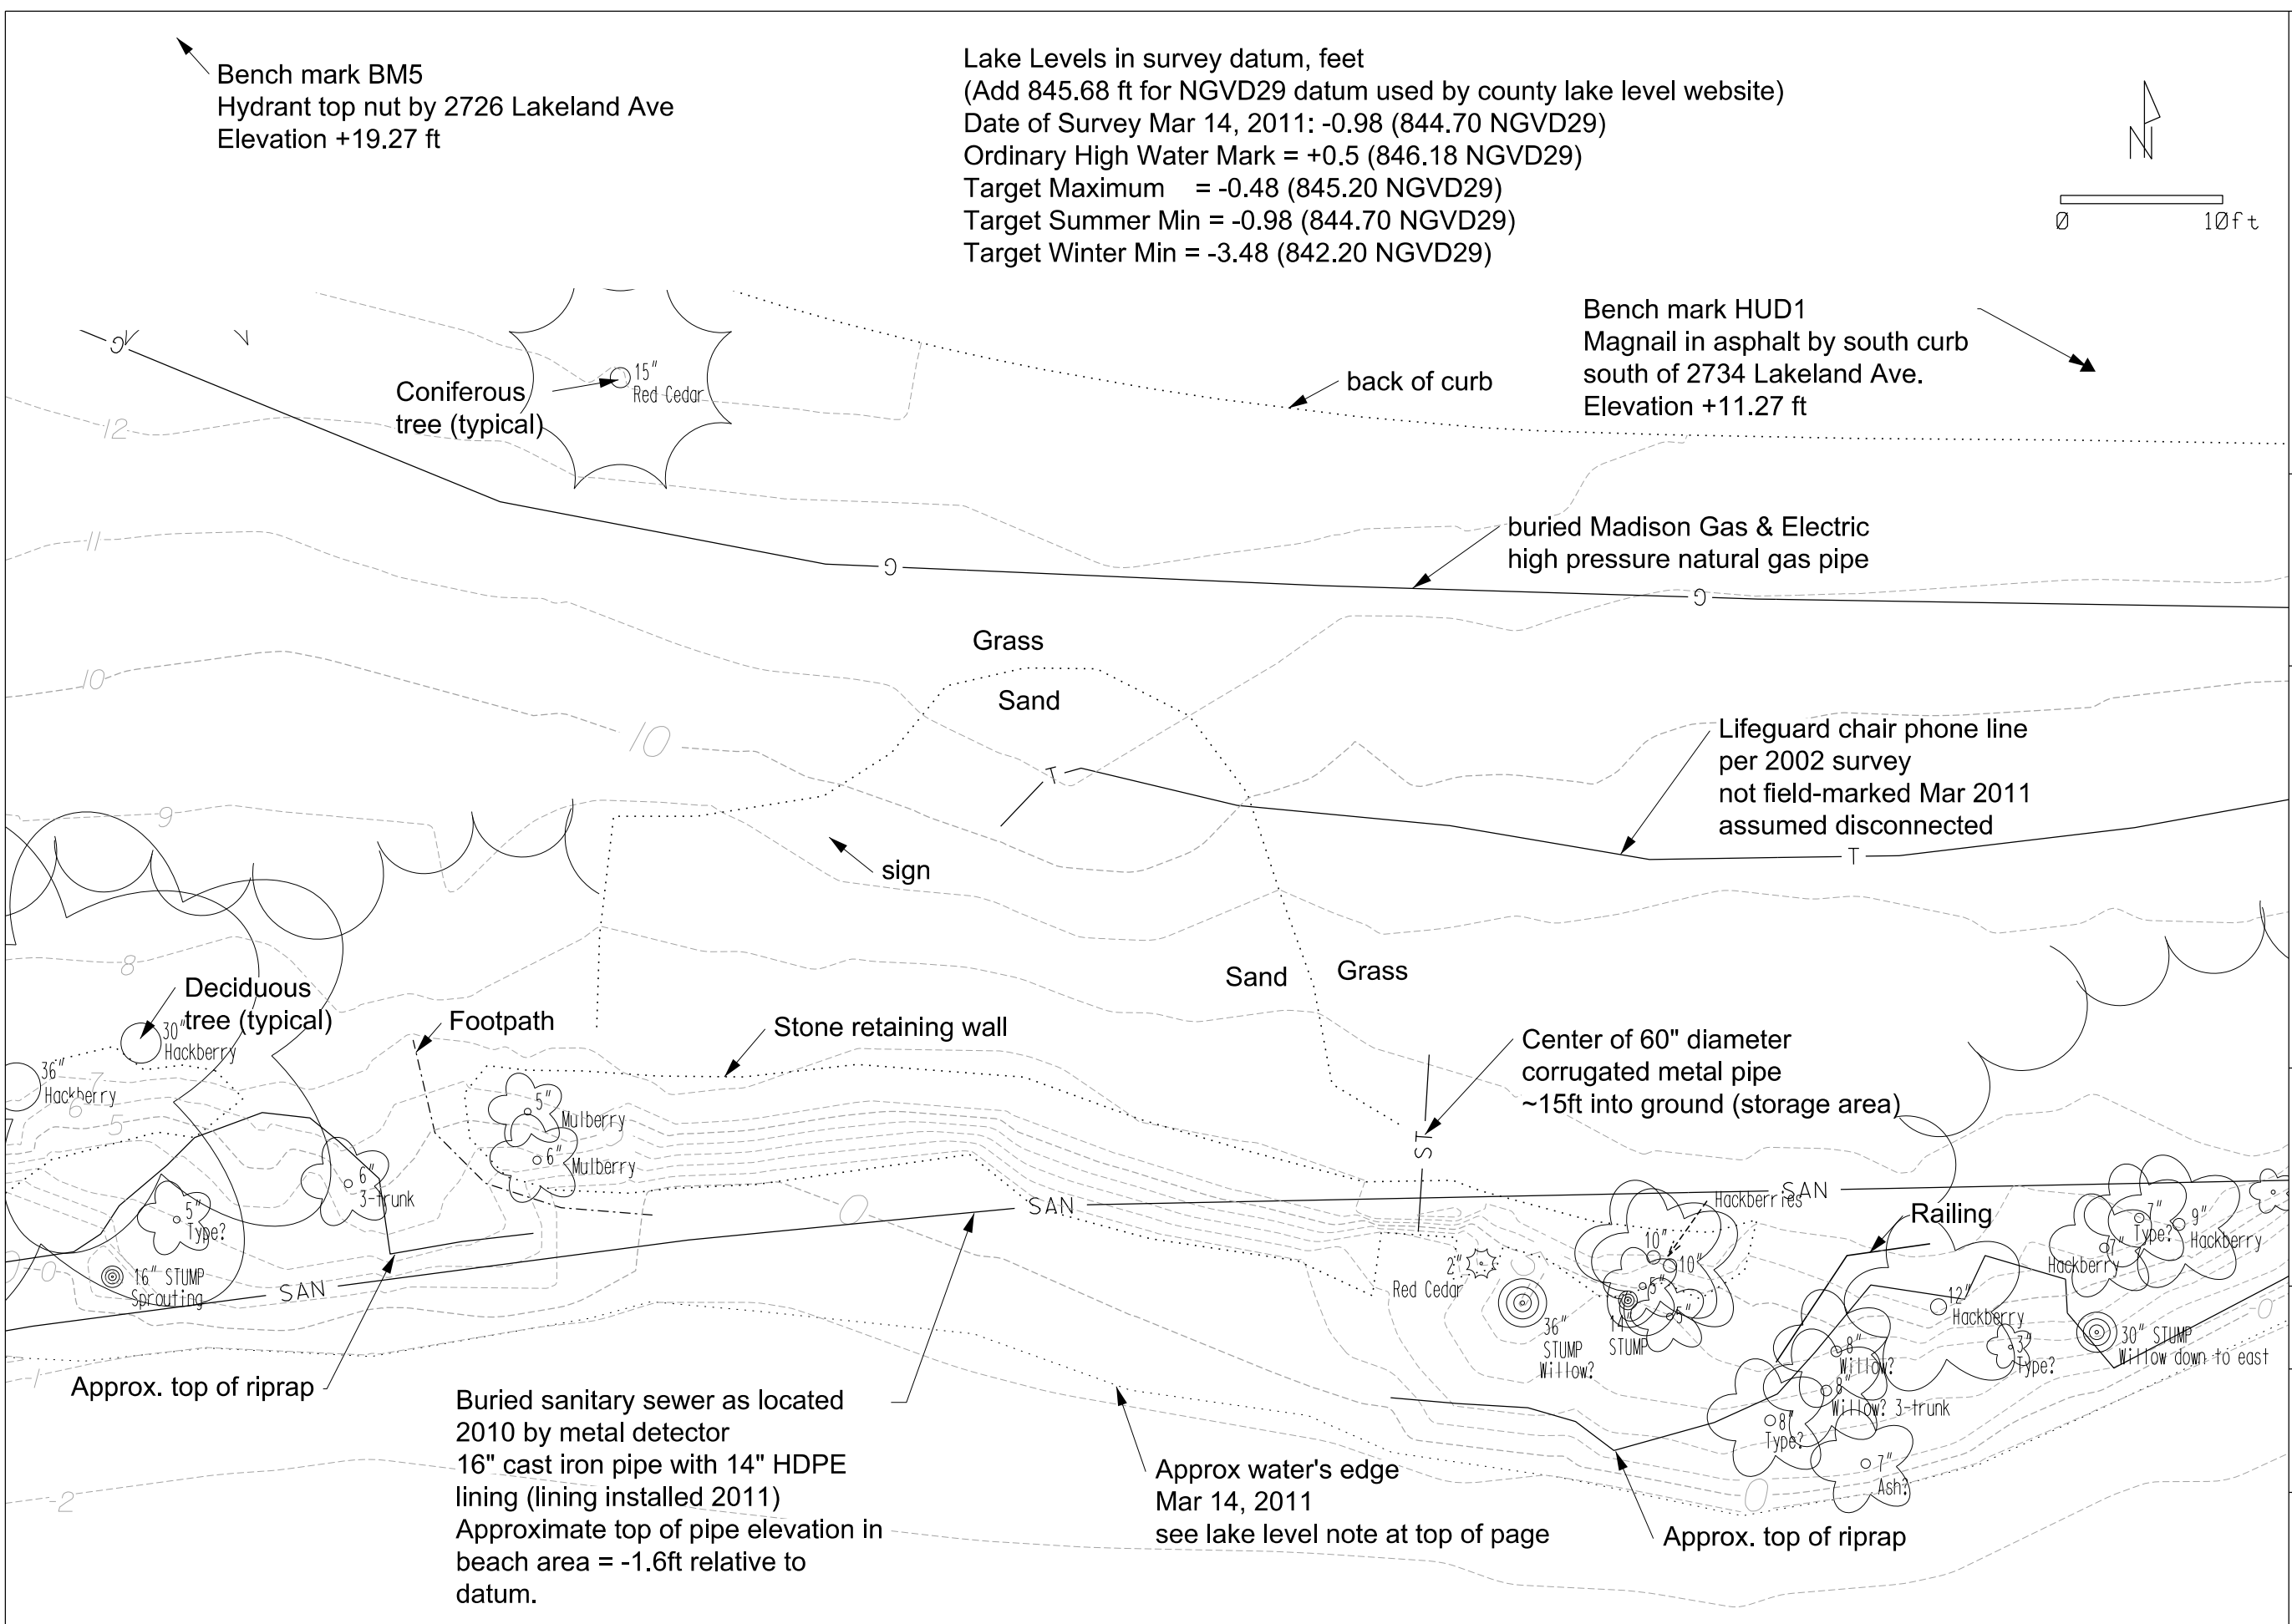 Bench mark BM5
Hydrant top nut by 2726 Lakeland Ave
Elevation +19.27 ft
Lake Levels in survey datum, feet
(Add 845.68 ft for NGVD29 datum used by county lake level website)
Date of Survey Mar 14, 2011: -0.98 (844.70 NGVD29)
Ordinary High Water Mark = +0.5 (846.18 NGVD29)
Target Maximum = -0.48 (845.20 NGVD29)
Target Summer Min = -0.98 (844.70 NGVD29)
Target Winter Min = -3.48 (842.20 NGVD29)
N
0 10ft
Bench mark HUD1
Magnail in asphalt by south curb
south of 2734 Lakeland Ave.
Elevation +11.27 ft
G
15"
Red Cedar
Coniferous
tree (typical)
back of curb
12
11
buried Madison Gas & Electric
high pressure natural gas pipe
G
G
Grass
Sand
10
10
Lifeguard chair phone line
per 2002 survey
not field-marked Mar 2011
assumed disconnected
T
T
9
sign
8
Sand
Grass
Deciduous
tree (typical)
30"
Hackberry
36"
Hackberry
7
6
5
Footpath
Stone retaining wall
Center of 60" diameter
corrugated metal pipe
~15ft into ground (storage area)
ST
5"
Mulberry
6"
Mulberry
6"
3-trunk
5"
Type?
16" STUMP
Sprouting
0
SAN
SAN
SAN
Hackberries
10"
10"
5"
5"
2"
Red Cedar
36"
STUMP
Willow?
14"
STUMP
Railing
7"
Type?
9"
Hackberry
7"
Hackberry
12"
Hackberry
3"
Type?
30" STUMP
Willow down to east
8"
Willow?
8"
Willow? 3-trunk
8"
Type?
7"
Ash?
0
0
-0
-1
-2
Approx. top of riprap
Buried sanitary sewer as located
2010 by metal detector
16" cast iron pipe with 14" HDPE
lining (lining installed 2011)
Approximate top of pipe elevation in
beach area = -1.6ft relative to
datum.
Approx water's edge
Mar 14, 2011
see lake level note at top of page
Approx. top of riprap